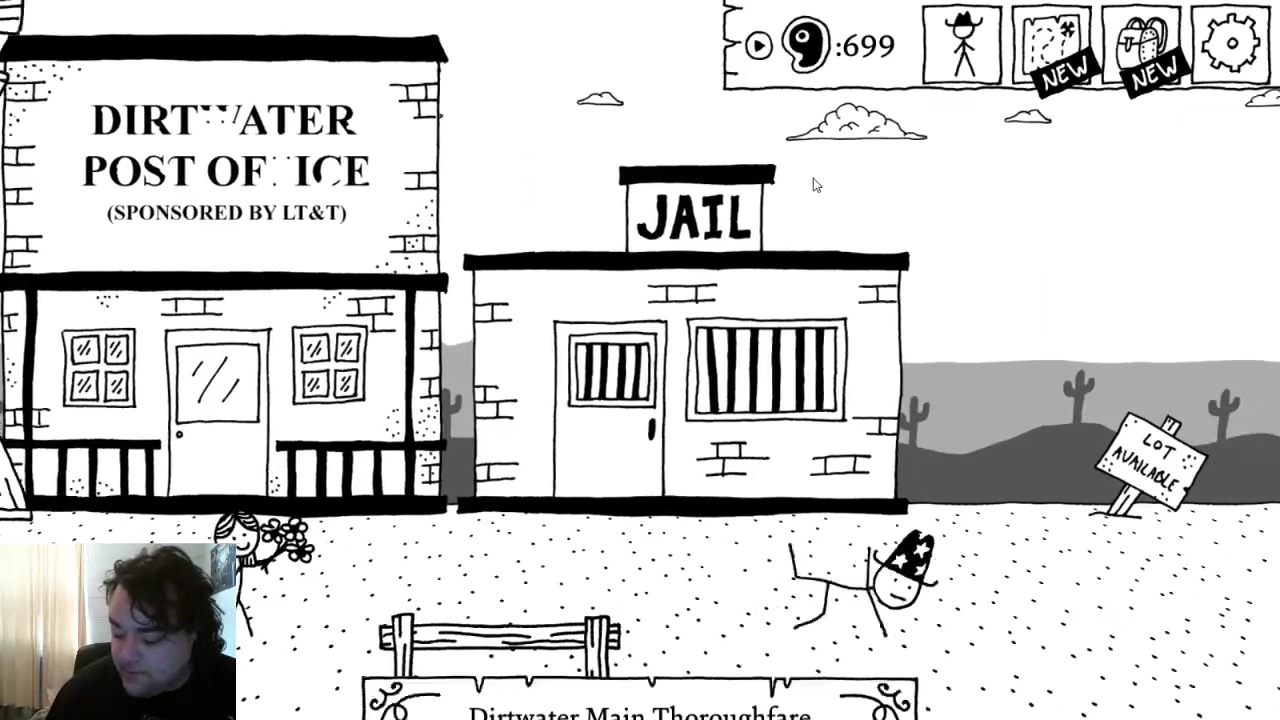 :699
NEW
NEW
DIRTWATER
POST OFFICE
(SPONSORED BY LT&T)
JAIL
LOT
AVAILABLE
Dirtwater Main Thoroughfare